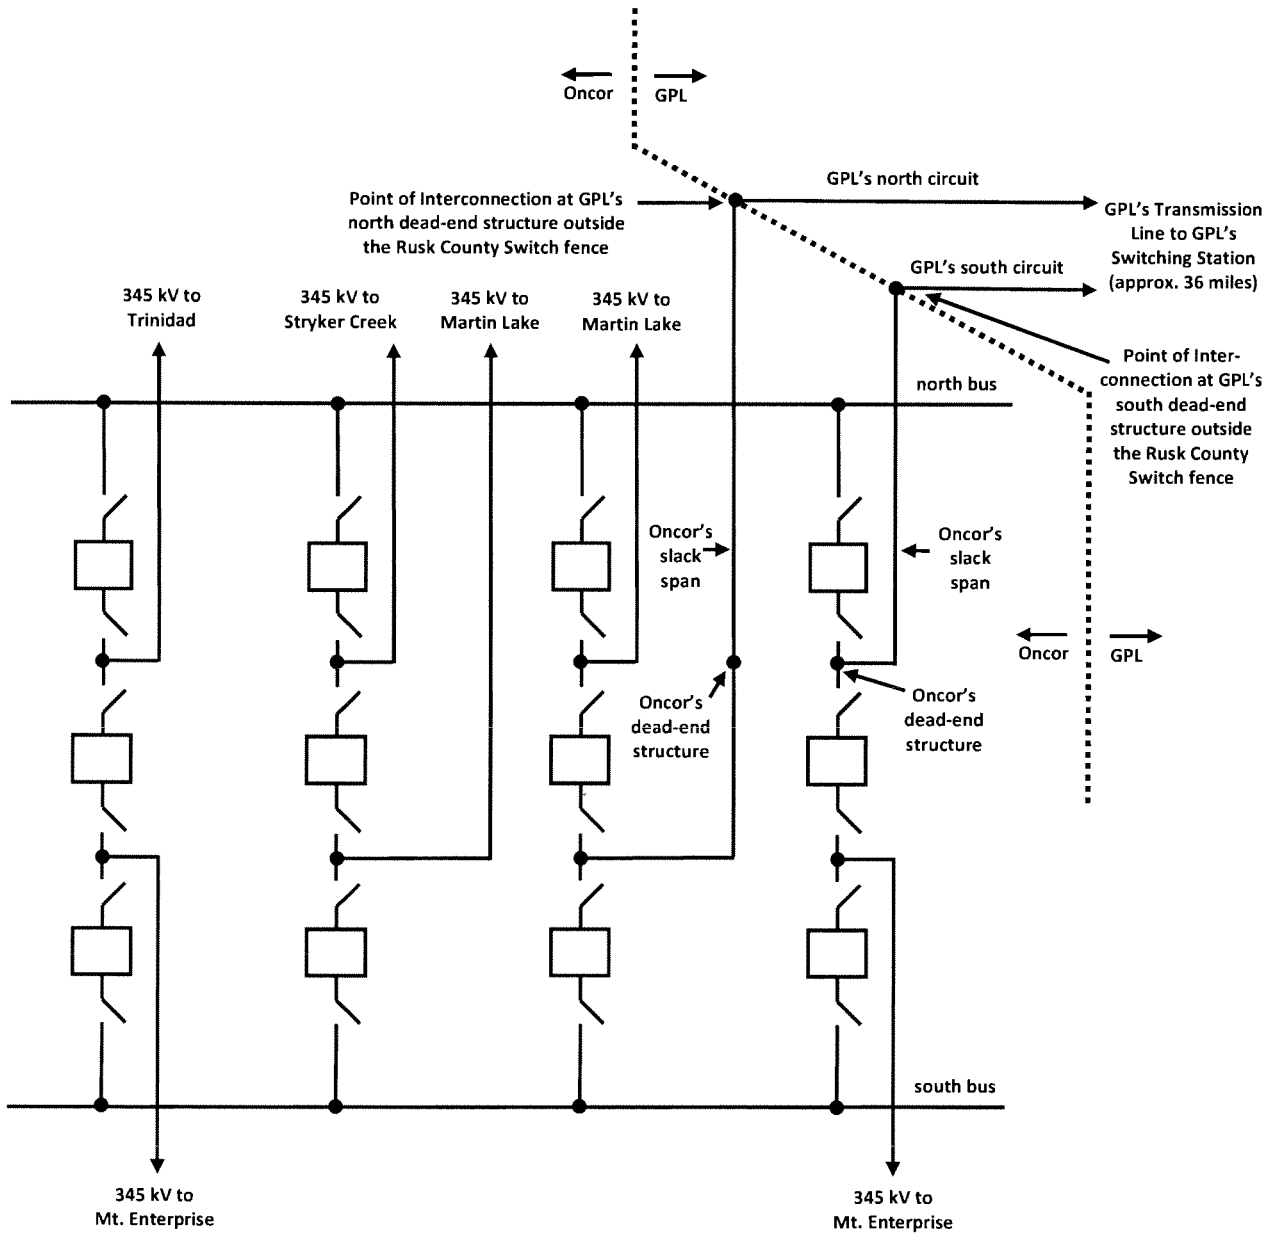 Oncor
GPL
GPL's north circuit
Point of Interconnection at GPL's
north dead-end structure outside
the Rusk County Switch fence
GPL's Transmission
Line to GPL's
Switching Station
(approx. 36 miles)
GPL's south circuit
345 kV to
Trinidad
345 kV to
Stryker Creek
345 kV to
Martin Lake
345 kV to
Martin Lake
Point of Inter-
connection at GPL's
south dead-end
structure outside
the Rusk County
Switch fence
north bus
Oncor's
slack
span
Oncor's
slack
span
Oncor
GPL
Oncor's
dead-end
structure
Oncor's
dead-end
structure
south bus
345 kV to
Mt. Enterprise
345 kV to
Mt. Enterprise